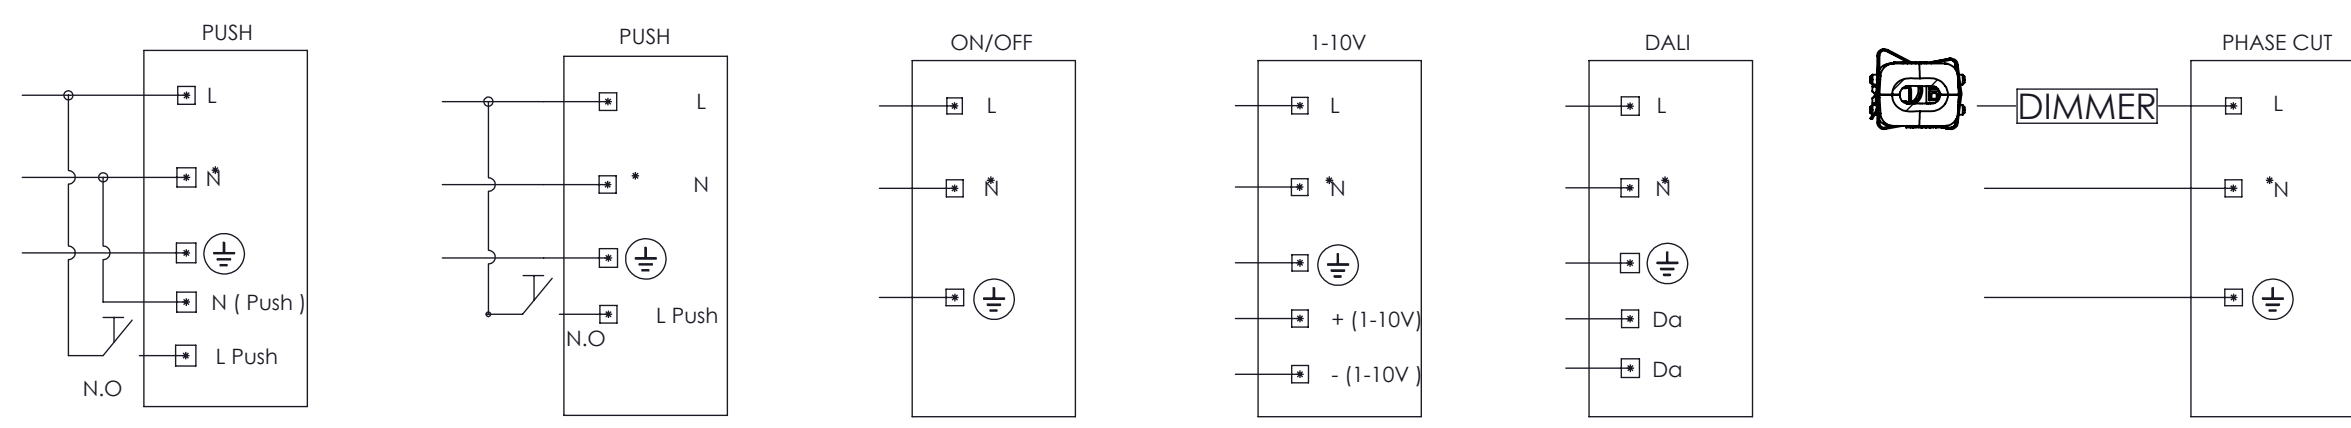 PUSH
L
N*
N ( Push )
L Push
N.O
PUSH
L
* N
L Push
N.O
ON/OFF
L
N*
1-10V
L
*N
+ (1-10V)
- (1-10V )
DALI
L
N*
Da
Da
PHASE CUT
DIMMER
L
*N